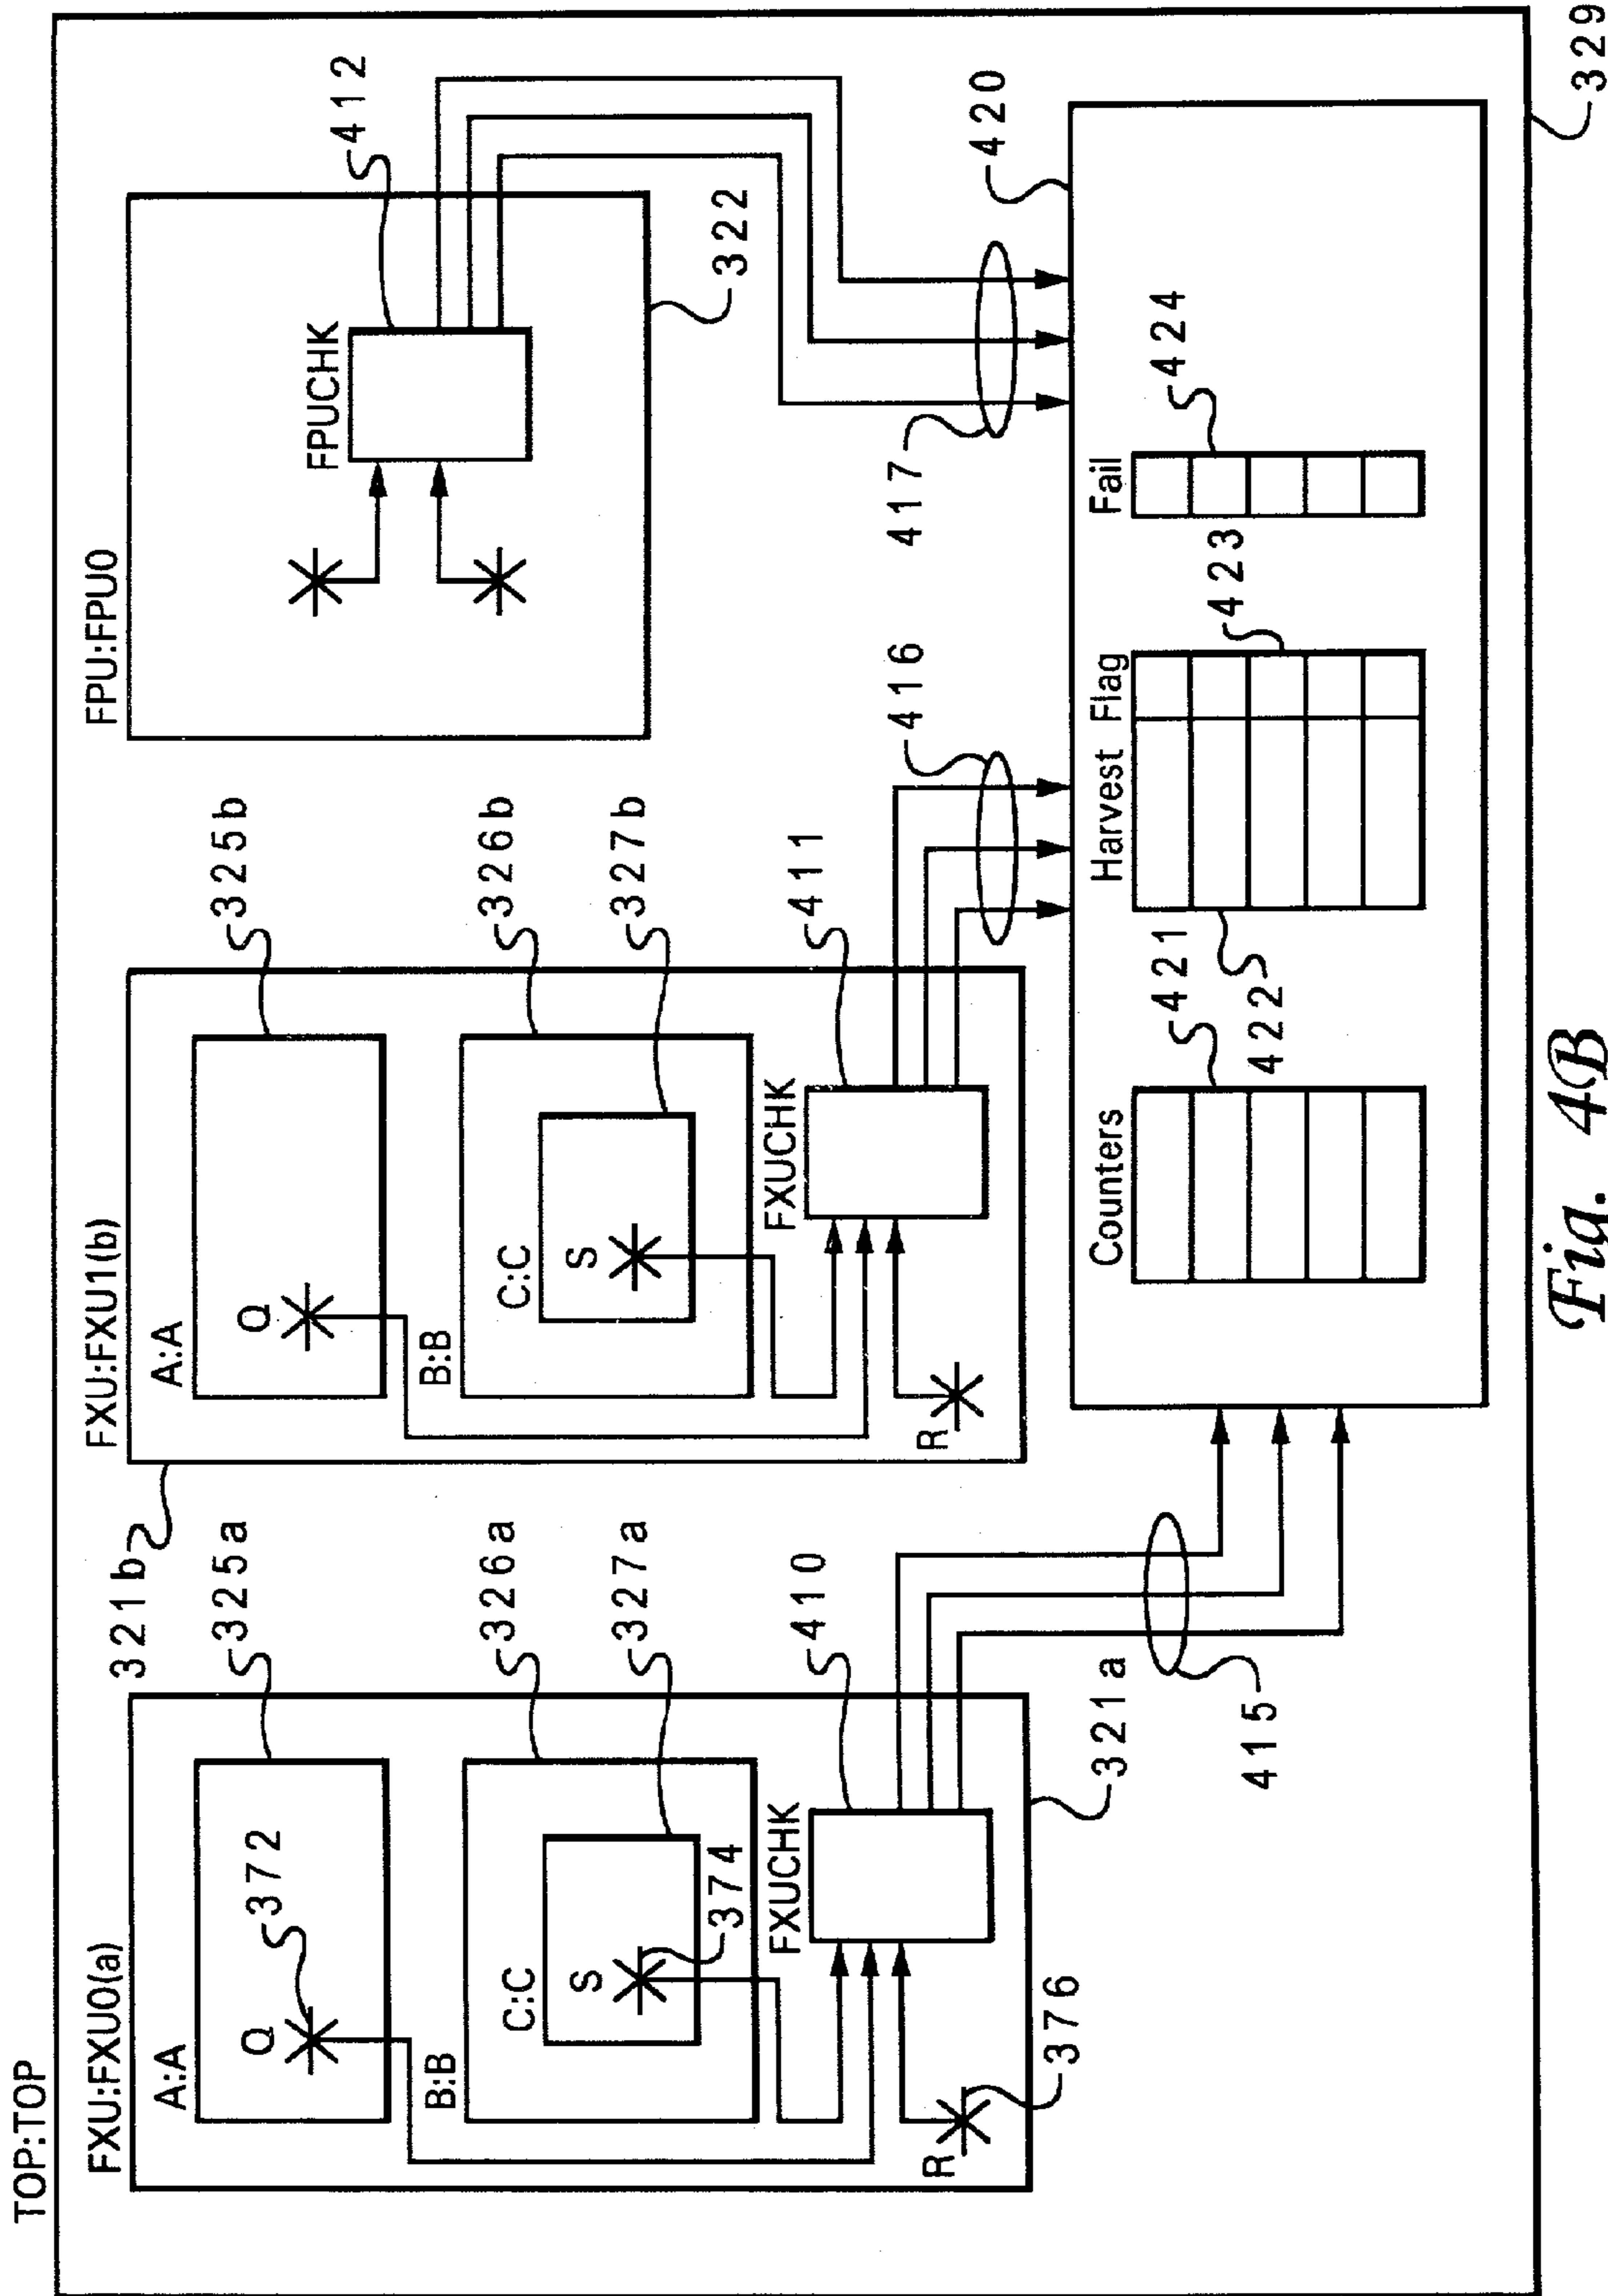 TOP:TOP
FXU:FXU0(a)
A:A
Q
372
325a
B:B
326a
C:C
S
374
327a
FXUCHK
410
R
376
321a
415
321b
FXU:FXU1(b)
A:A
Q
325b
B:B
326b
C:C
S
327b
FXUCHK
411
R
416
FPU:FPU0
FPUCHK
412
322
417
420
Counters
421
422
Harvest Flag
423
Fail
424
329
Fig. 4B